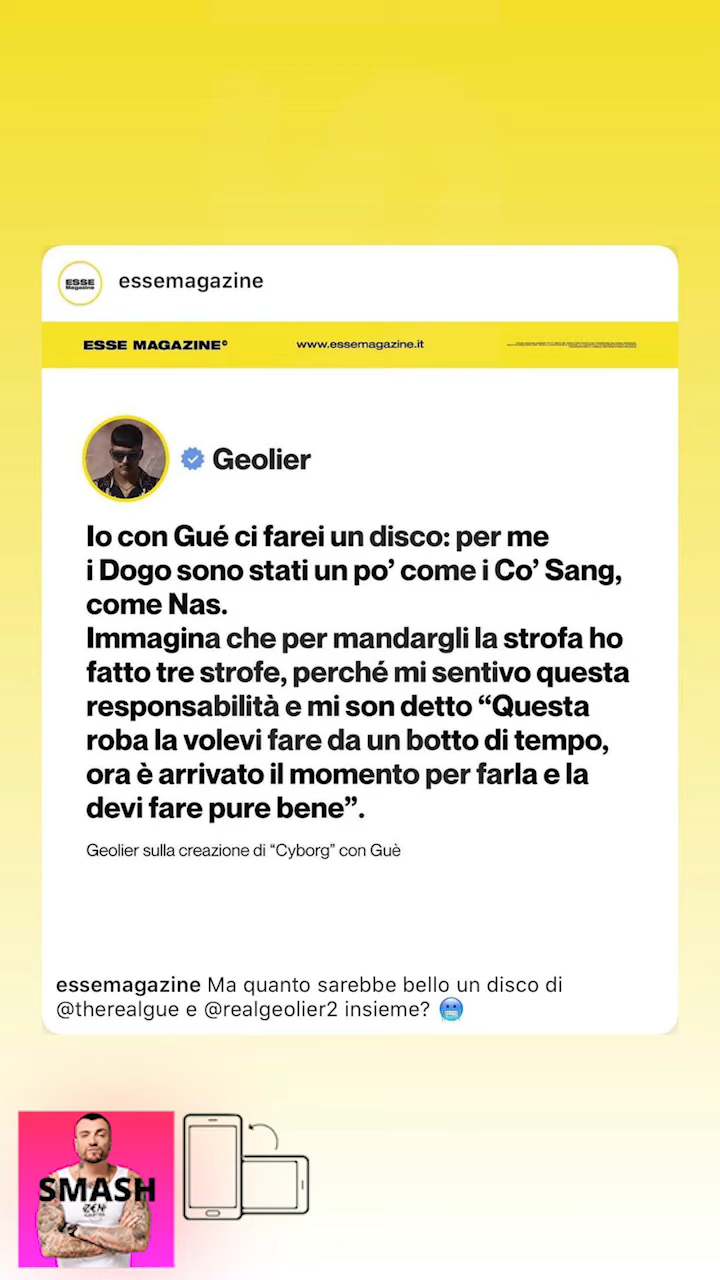 ESSE
Magazine
essemagazine
ESSE MAGAZINE®
www.essemagazine.it
Geolier
Io con Gué ci farei un disco: per me
i Dogo sono stati un po’ come i Co’ Sang,
come Nas.
Immagina che per mandargli la strofa ho
fatto tre strofe, perché mi sentivo questa
responsabilità e mi son detto “Questa
roba la volevi fare da un botto di tempo,
ora è arrivato il momento per farla e la
devi fare pure bene”.
Geolier sulla creazione di “Cyborg” con Guè
essemagazine Ma quanto sarebbe bello un disco di
@therealgue e @realgeolier2 insieme? 🥶
SMASH
ZEN